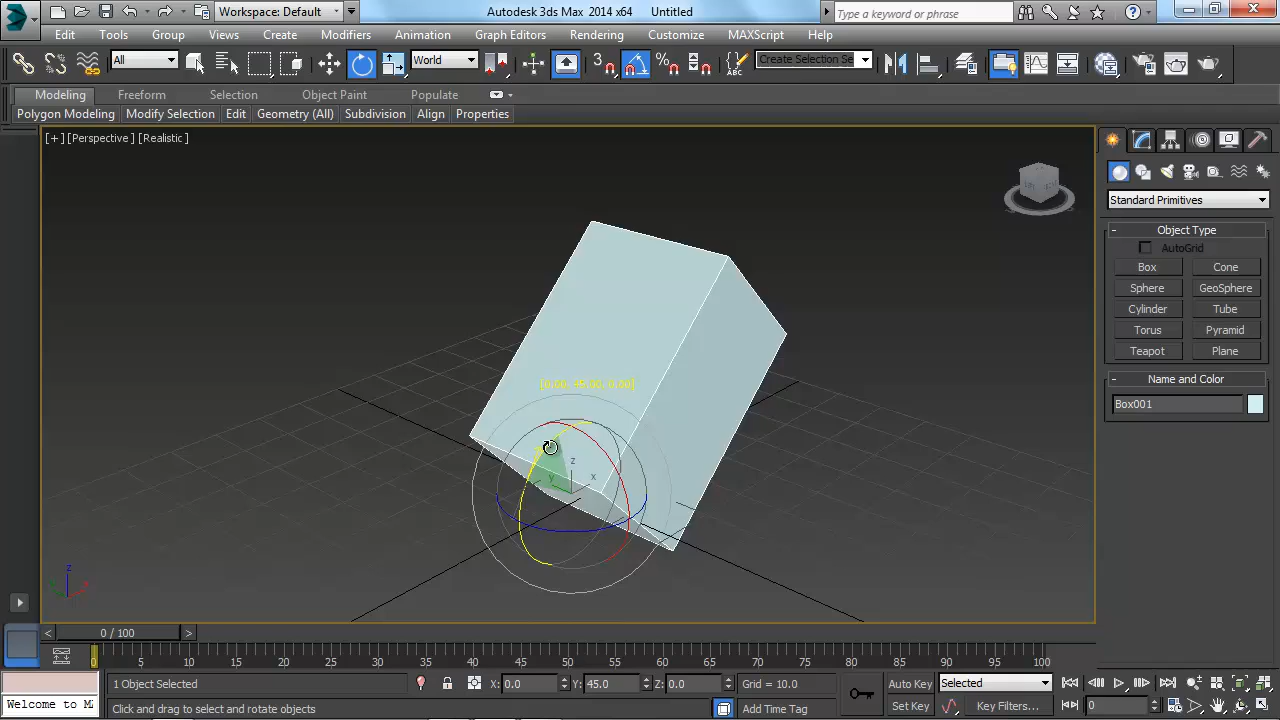 Workspace: Default
Autodesk 3ds Max 2014 x64 Untitled
Type a keyword or phrase
Edit Tools Group Views Create Modifiers Animation Graph Editors Rendering Customize MAXScript Help
All
World
3
Create Selection Se
Modeling Freeform Selection Object Paint Populate
Polygon Modeling Modify Selection Edit Geometry (All) Subdivision Align Properties
[+] [Perspective ] [Realistic ]
Standard Primitives
- Object Type
AutoGrid
Box Cone
Sphere GeoSphere
Cylinder Tube
Torus Pyramid
Teapot Plane
- Name and Color
Box001
[0.00, 45.00, 0.00]
z
y x
z
< 0 / 100 >
0 5 10 15 20 25 30 35 40 45 50 55 60 65 70 75 80 85 90 95 100
1 Object Selected X: 0.0 Y: 45.0 Z: 0.0 Grid = 10.0 Auto Key Selected
Welcome to M Click and drag to select and rotate objects Add Time Tag Set Key Key Filters... 0